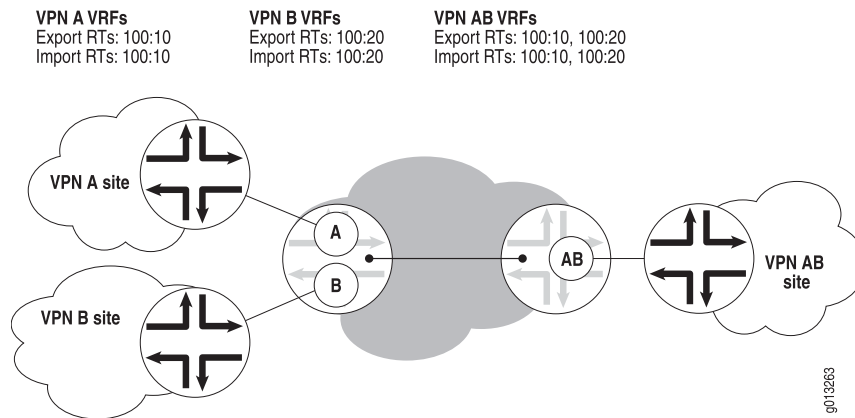 VPN A VRFs
Export RTs: 100:10
Import RTs: 100:10
VPN B VRFs
Export RTs: 100:20
Import RTs: 100:20
VPN AB VRFs
Export RTs: 100:10, 100:20
Import RTs: 100:10, 100:20
VPN A site
A
B
AB
VPN AB
site
VPN B site
g013263